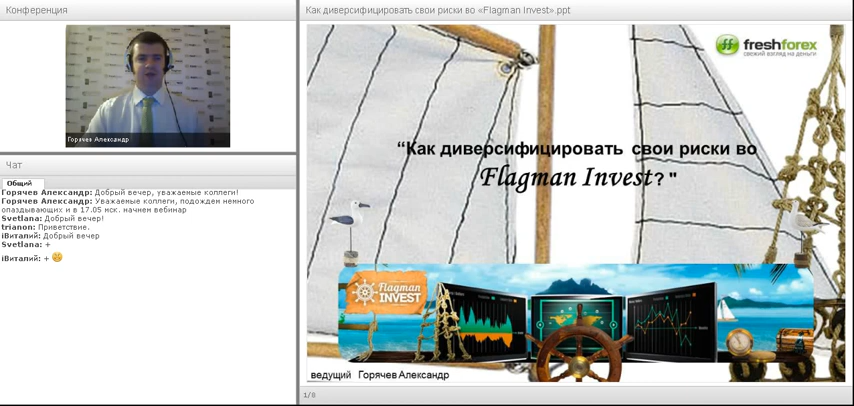 Конференция
Горячев Александр
Чат
Общий
Горячев Александр: Добрый вечер, уважаемые коллеги!
Горячев Александр: Уважаемые коллеги, подождем немного
опаздывающих и в 17.05 мск. начнем вебинар
Svetlana: Добрый вечер!
trianon: Приветствие.
iВиталий: Добрый вечер
Svetlana: +
iВиталий: +
Как диверсифицировать свои риски во «Flagman Invest».ppt
freshforex
свежий взгляд на деньги
“Как диверсифицировать свои риски во
Flagman Invest?"
Flagman
INVEST
ведущий Горячев Александр
1/8